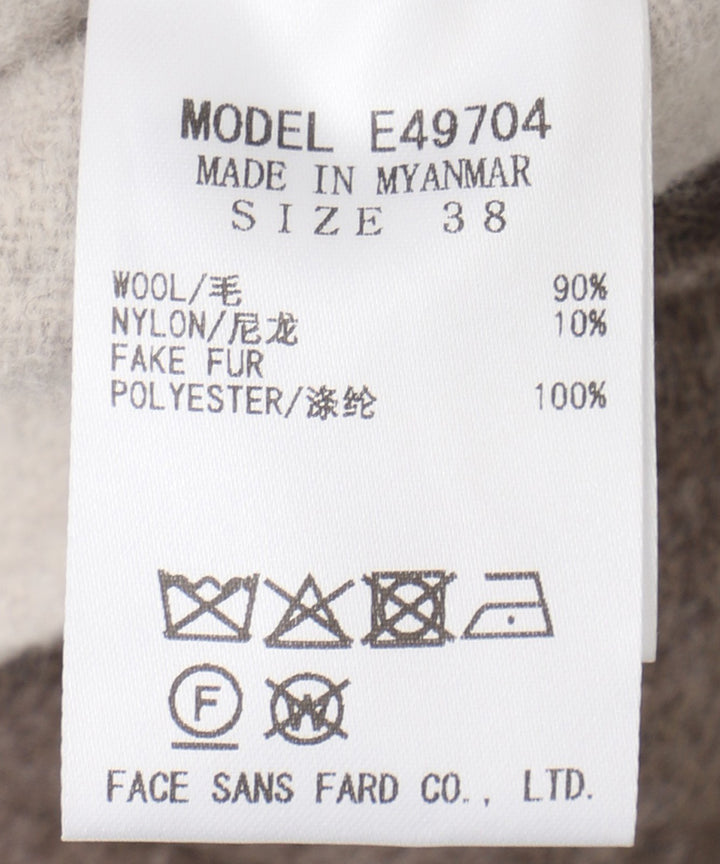 MODEL E49704
MADE IN MYANMAR
SIZE 38
WOOL/毛 90%
NYLON/尼龙 10%
FAKE FUR
POLYESTER/涤纶 100%
F W
FACE SANS FARD CO., LTD.